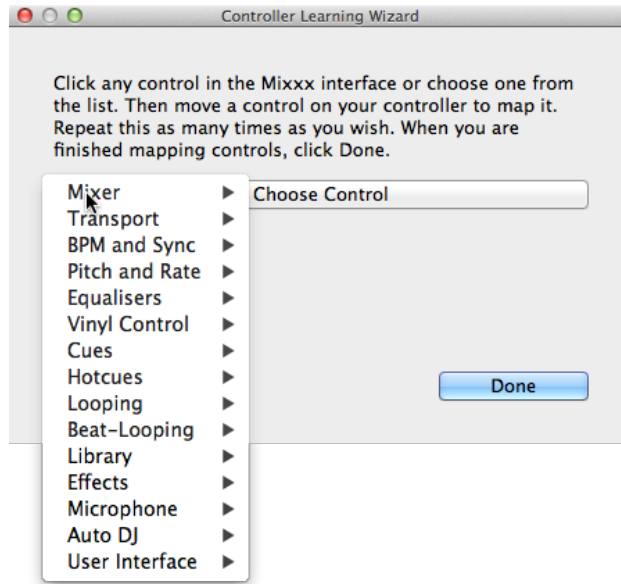 Controller Learning Wizard
Click any control in the Mixxx interface or choose one from
the list. Then move a control on your controller to map it.
Repeat this as many times as you wish. When you are
finished mapping controls, click Done.
Choose Control
Mixer
Transport
BPM and Sync
Pitch and Rate
Equalisers
Vinyl Control
Cues
Hotcues
Looping
Beat-Looping
Library
Effects
Microphone
Auto DJ
User Interface
Done